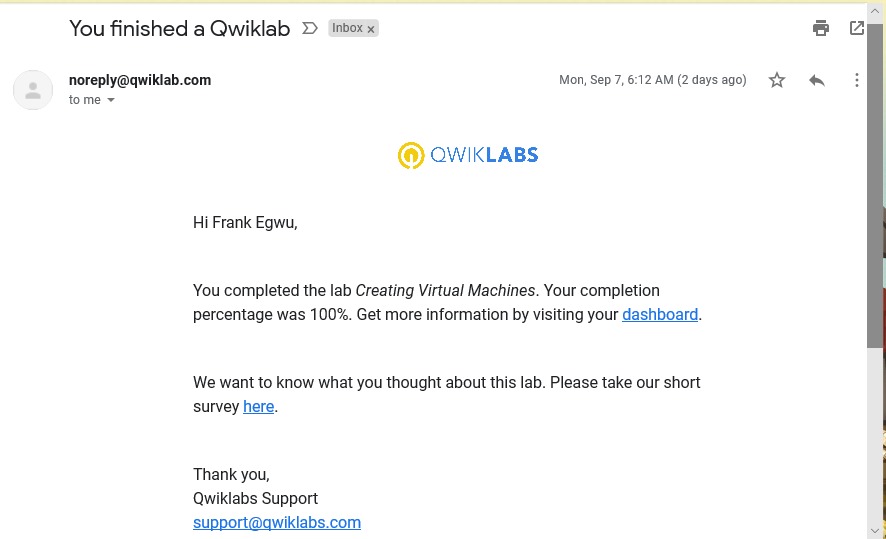 You finished a Qwiklab
Inbox x
noreply@qwiklab.com
Mon, Sep 7, 6:12 AM (2 days ago)
to me
QWIKLABS
Hi Frank Egwu,
You completed the lab Creating Virtual Machines. Your completion
percentage was 100%. Get more information by visiting your dashboard.
We want to know what you thought about this lab. Please take our short
survey here.
Thank you,
Qwiklabs Support
support@qwiklabs.com